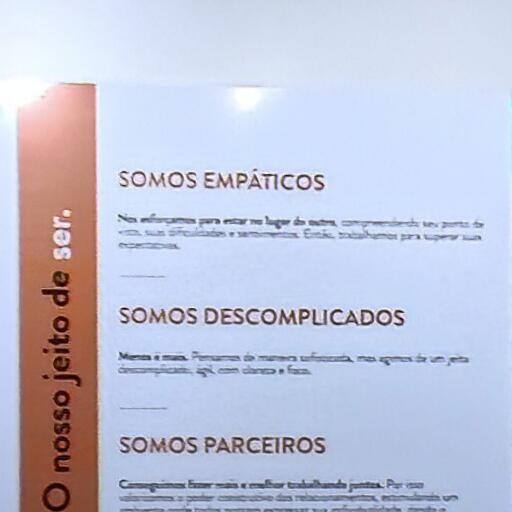 O nosso jeito de ser.
SOMOS EMPÁTICOS
Nos esforçamos para estar no lugar do outro, compreendendo seu ponto de
vista, suas dificuldades e sentimentos. Então, trabalhamos para superar suas
expectativas.
SOMOS DESCOMPLICADOS
Menos é mais. Pensamos de maneira sofisticada, mas agimos de um jeito
descomplicado, ágil, com clareza e foco.
SOMOS PARCEIROS
Conseguimos fazer mais e melhor trabalhando juntos. Por isso
o poder construtivo dos relacionamentos, estimulando um